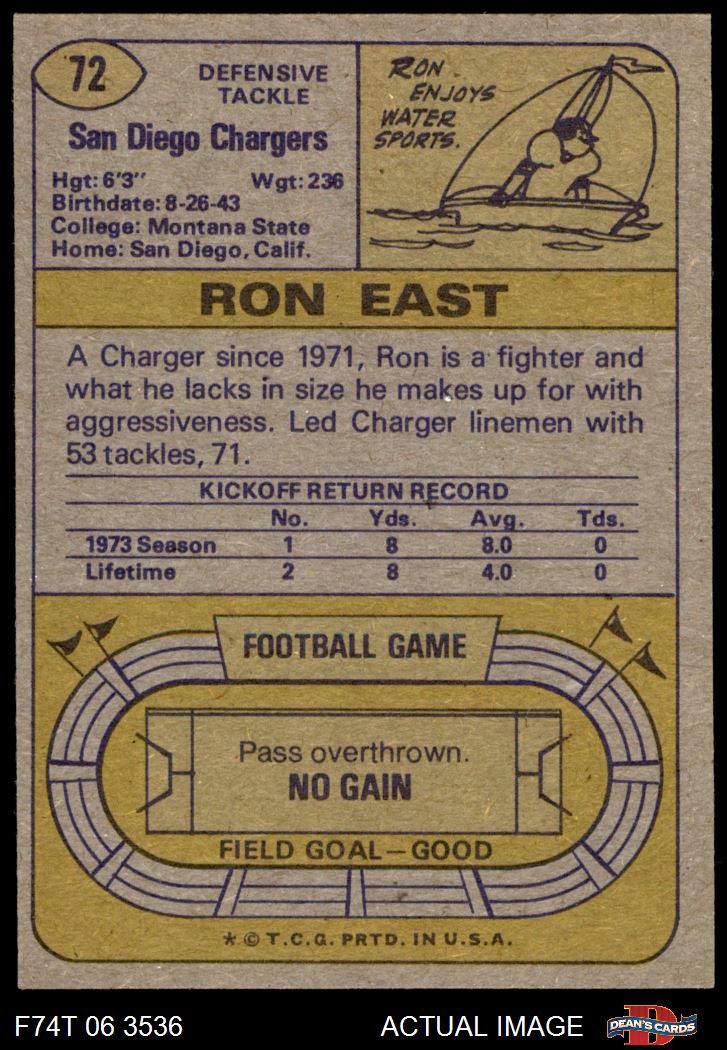 72
DEFENSIVE
TACKLE
San Diego Chargers
Hgt: 6'3" Wgt: 236
Birthdate: 8-26-43
College: Montana State
Home: San Diego, Calif.
RON
ENJOYS
WATER
SPORTS.
RON EAST
A Charger since 1971, Ron is a fighter and
what he lacks in size he makes up for with
aggressiveness. Led Charger linemen with
53 tackles, 71.
KICKOFF RETURN RECORD
No. Yds. Avg. Tds.
1973 Season 1 8 8.0 0
Lifetime 2 8 4.0 0
FOOTBALL GAME
Pass overthrown.
NO GAIN
FIELD GOAL—GOOD
* © T.C.G. PRTD. IN U.S.A.
F74T 06 3536 ACTUAL IMAGE D DEAN'S CARDS